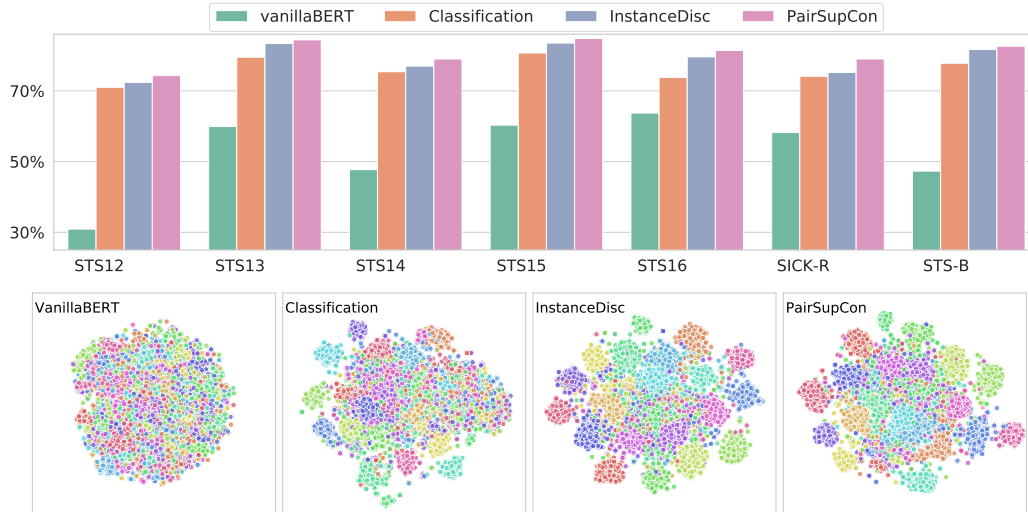 vanillaBERT Classification InstanceDisc PairSupCon
70%
50%
30%
STS12 STS13 STS14 STS15 STS16 SICK-R STS-B
VanillaBERT Classification InstanceDisc PairSupCon